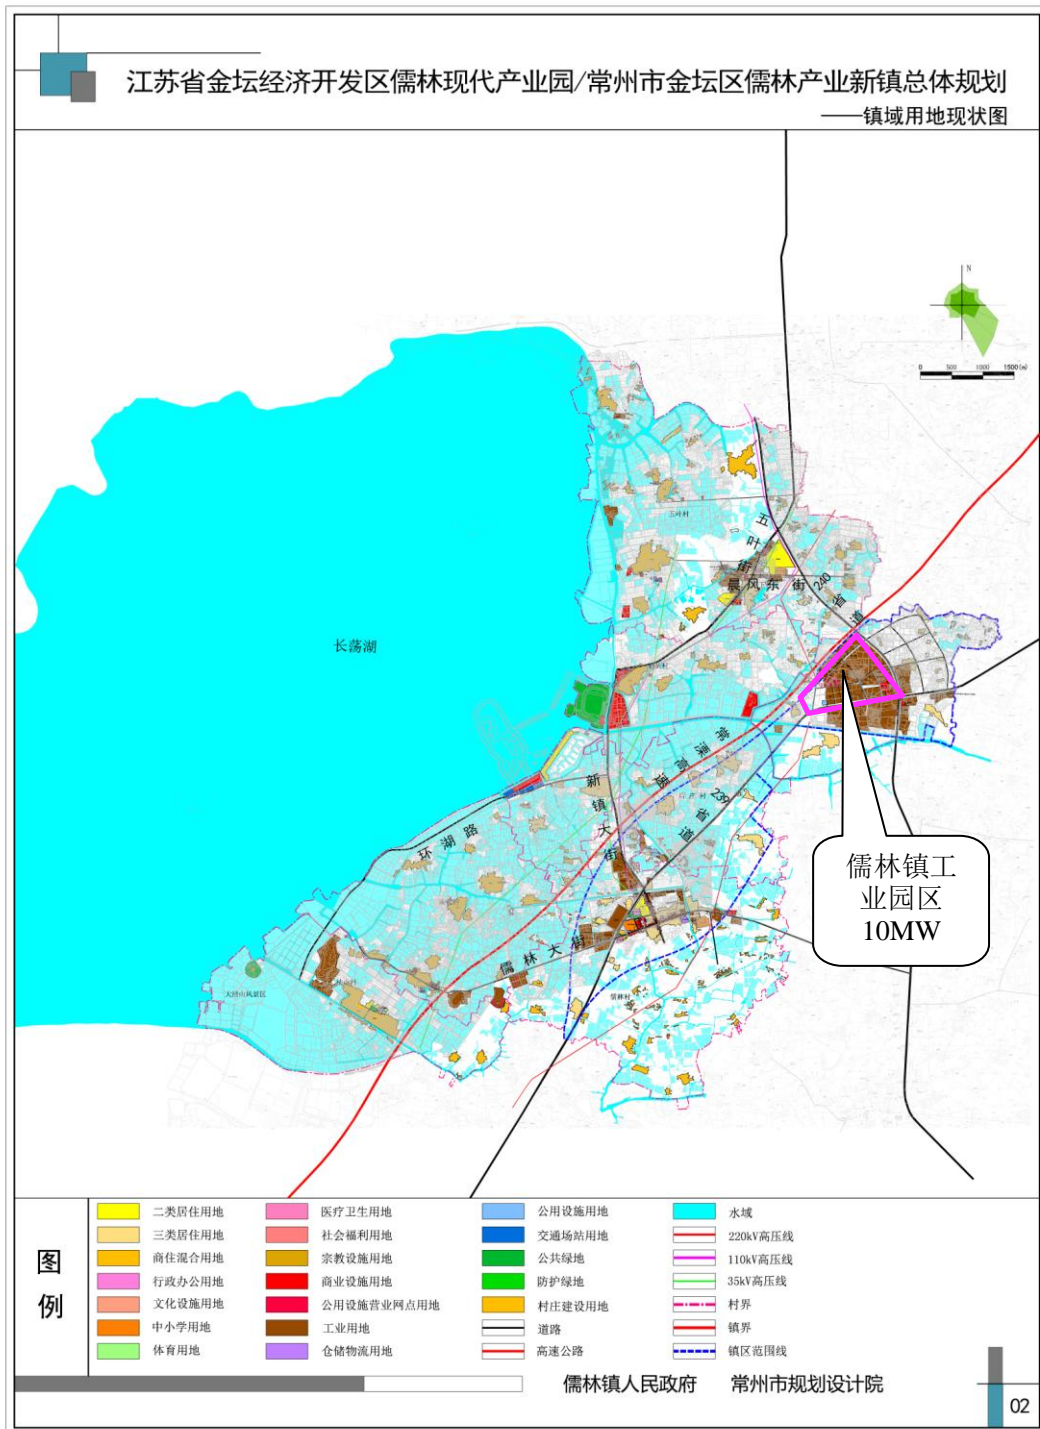 江苏省金坛经济开发区儒林现代产业园/常州市金坛区儒林产业新镇总体规划
——镇域用地现状图
N
0 500 1000 1500(m)
五叶村
五叶街
晨风东街
240省道
长荡湖
常溧高速
239省道
新镇大街
环湖路
儒林大街
儒林村
儒林镇工
业园区
10MW
图例
二类居住用地
三类居住用地
商住混合用地
行政办公用地
文化设施用地
中小学用地
体育用地
医疗卫生用地
社会福利用地
宗教设施用地
商业设施用地
公用设施营业网点用地
工业用地
仓储物流用地
公用设施用地
交通场站用地
公共绿地
防护绿地
村庄建设用地
道路
高速公路
水域
220kV高压线
110kV高压线
35kV高压线
村界
镇界
镇区范围线
儒林镇人民政府 常州市规划设计院
02